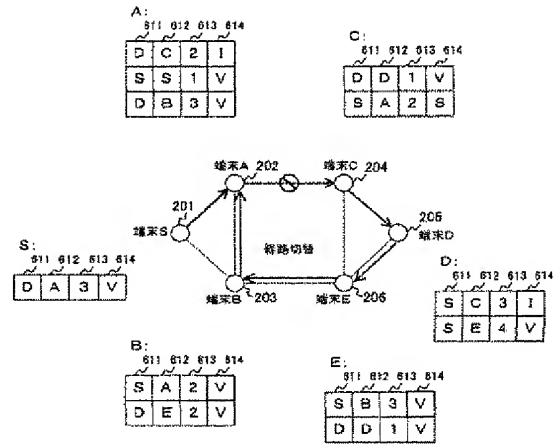 A:
611 612 613 614
D C 2 I
S S 1 V
D B 3 V
C:
611 612 613 614
D D 1 V
S A 2 S
端末A 202
端末C 204
201
端末S
205
端末D
経路切替
S:
611 612 613 614
D A 3 V
端末B 203
端末E 206
D:
611 612 613 614
S C 3 I
S E 4 V
B:
611 612 613 614
S A 2 V
D E 2 V
E:
611 612 613 614
S B 3 V
D D 1 V